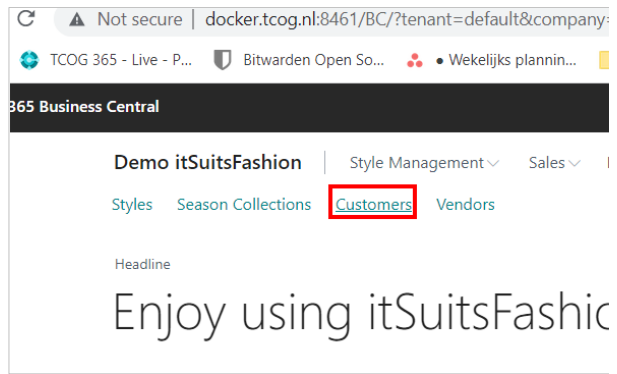 Not secure | docker.tcog.nl:8461/BC/?tenant=default&company=
TCOG 365 - Live - P... Bitwarden Open So... ● Wekelijks plannin...
365 Business Central
Demo itSuitsFashion Style Management Sales
Styles Season Collections Customers Vendors
Headline
Enjoy using itSuitsFashio